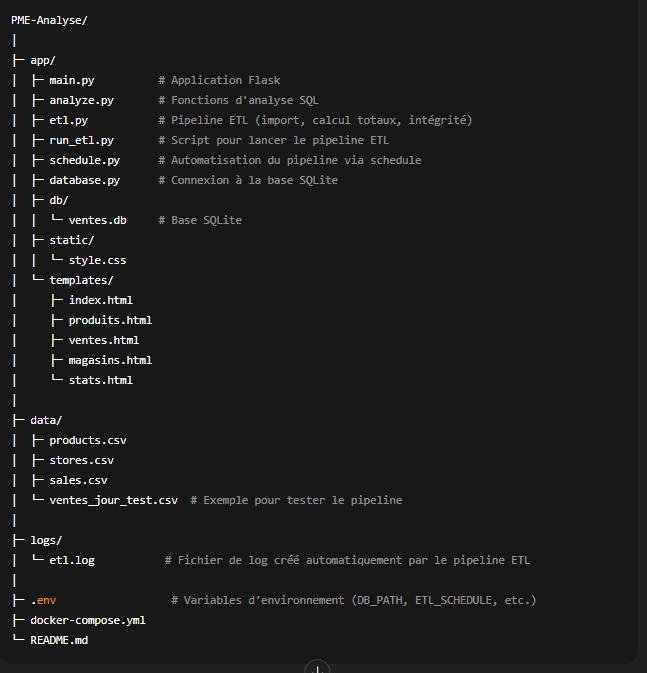 PME-Analyse/
│
├─ app/
│  ├─ main.py          # Application Flask
│  ├─ analyze.py       # Fonctions d'analyse SQL
│  ├─ etl.py           # Pipeline ETL (import, calcul totaux, intégrité)
│  ├─ run_etl.py       # Script pour lancer le pipeline ETL
│  ├─ schedule.py      # Automatisation du pipeline via schedule
│  ├─ database.py      # Connexion à la base SQLite
│  ├─ db/
│  │  └─ ventes.db     # Base SQLite
│  ├─ static/
│  │  └─ style.css
│  └─ templates/
│     ├─ index.html
│     ├─ produits.html
│     ├─ ventes.html
│     ├─ magasins.html
│     └─ stats.html
│
├─ data/
│  ├─ products.csv
│  ├─ stores.csv
│  ├─ sales.csv
│  └─ ventes_jour_test.csv  # Exemple pour tester le pipeline
│
├─ logs/
│  └─ etl.log           # Fichier de log créé automatiquement par le pipeline ETL
│
├─ .env                  # Variables d'environnement (DB_PATH, ETL_SCHEDULE, etc.)
├─ docker-compose.yml
└─ README.md